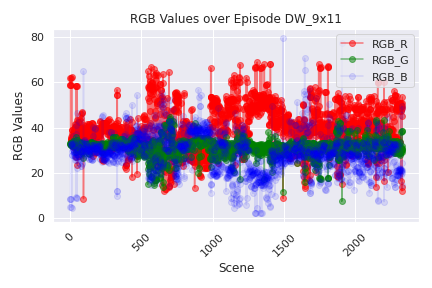 RGB Values over Episode DW_9x11
80
60
40
20
0
RGB Values
RGB_R
RGB_G
RGB_B
0
500
1000
1500
2000
Scene